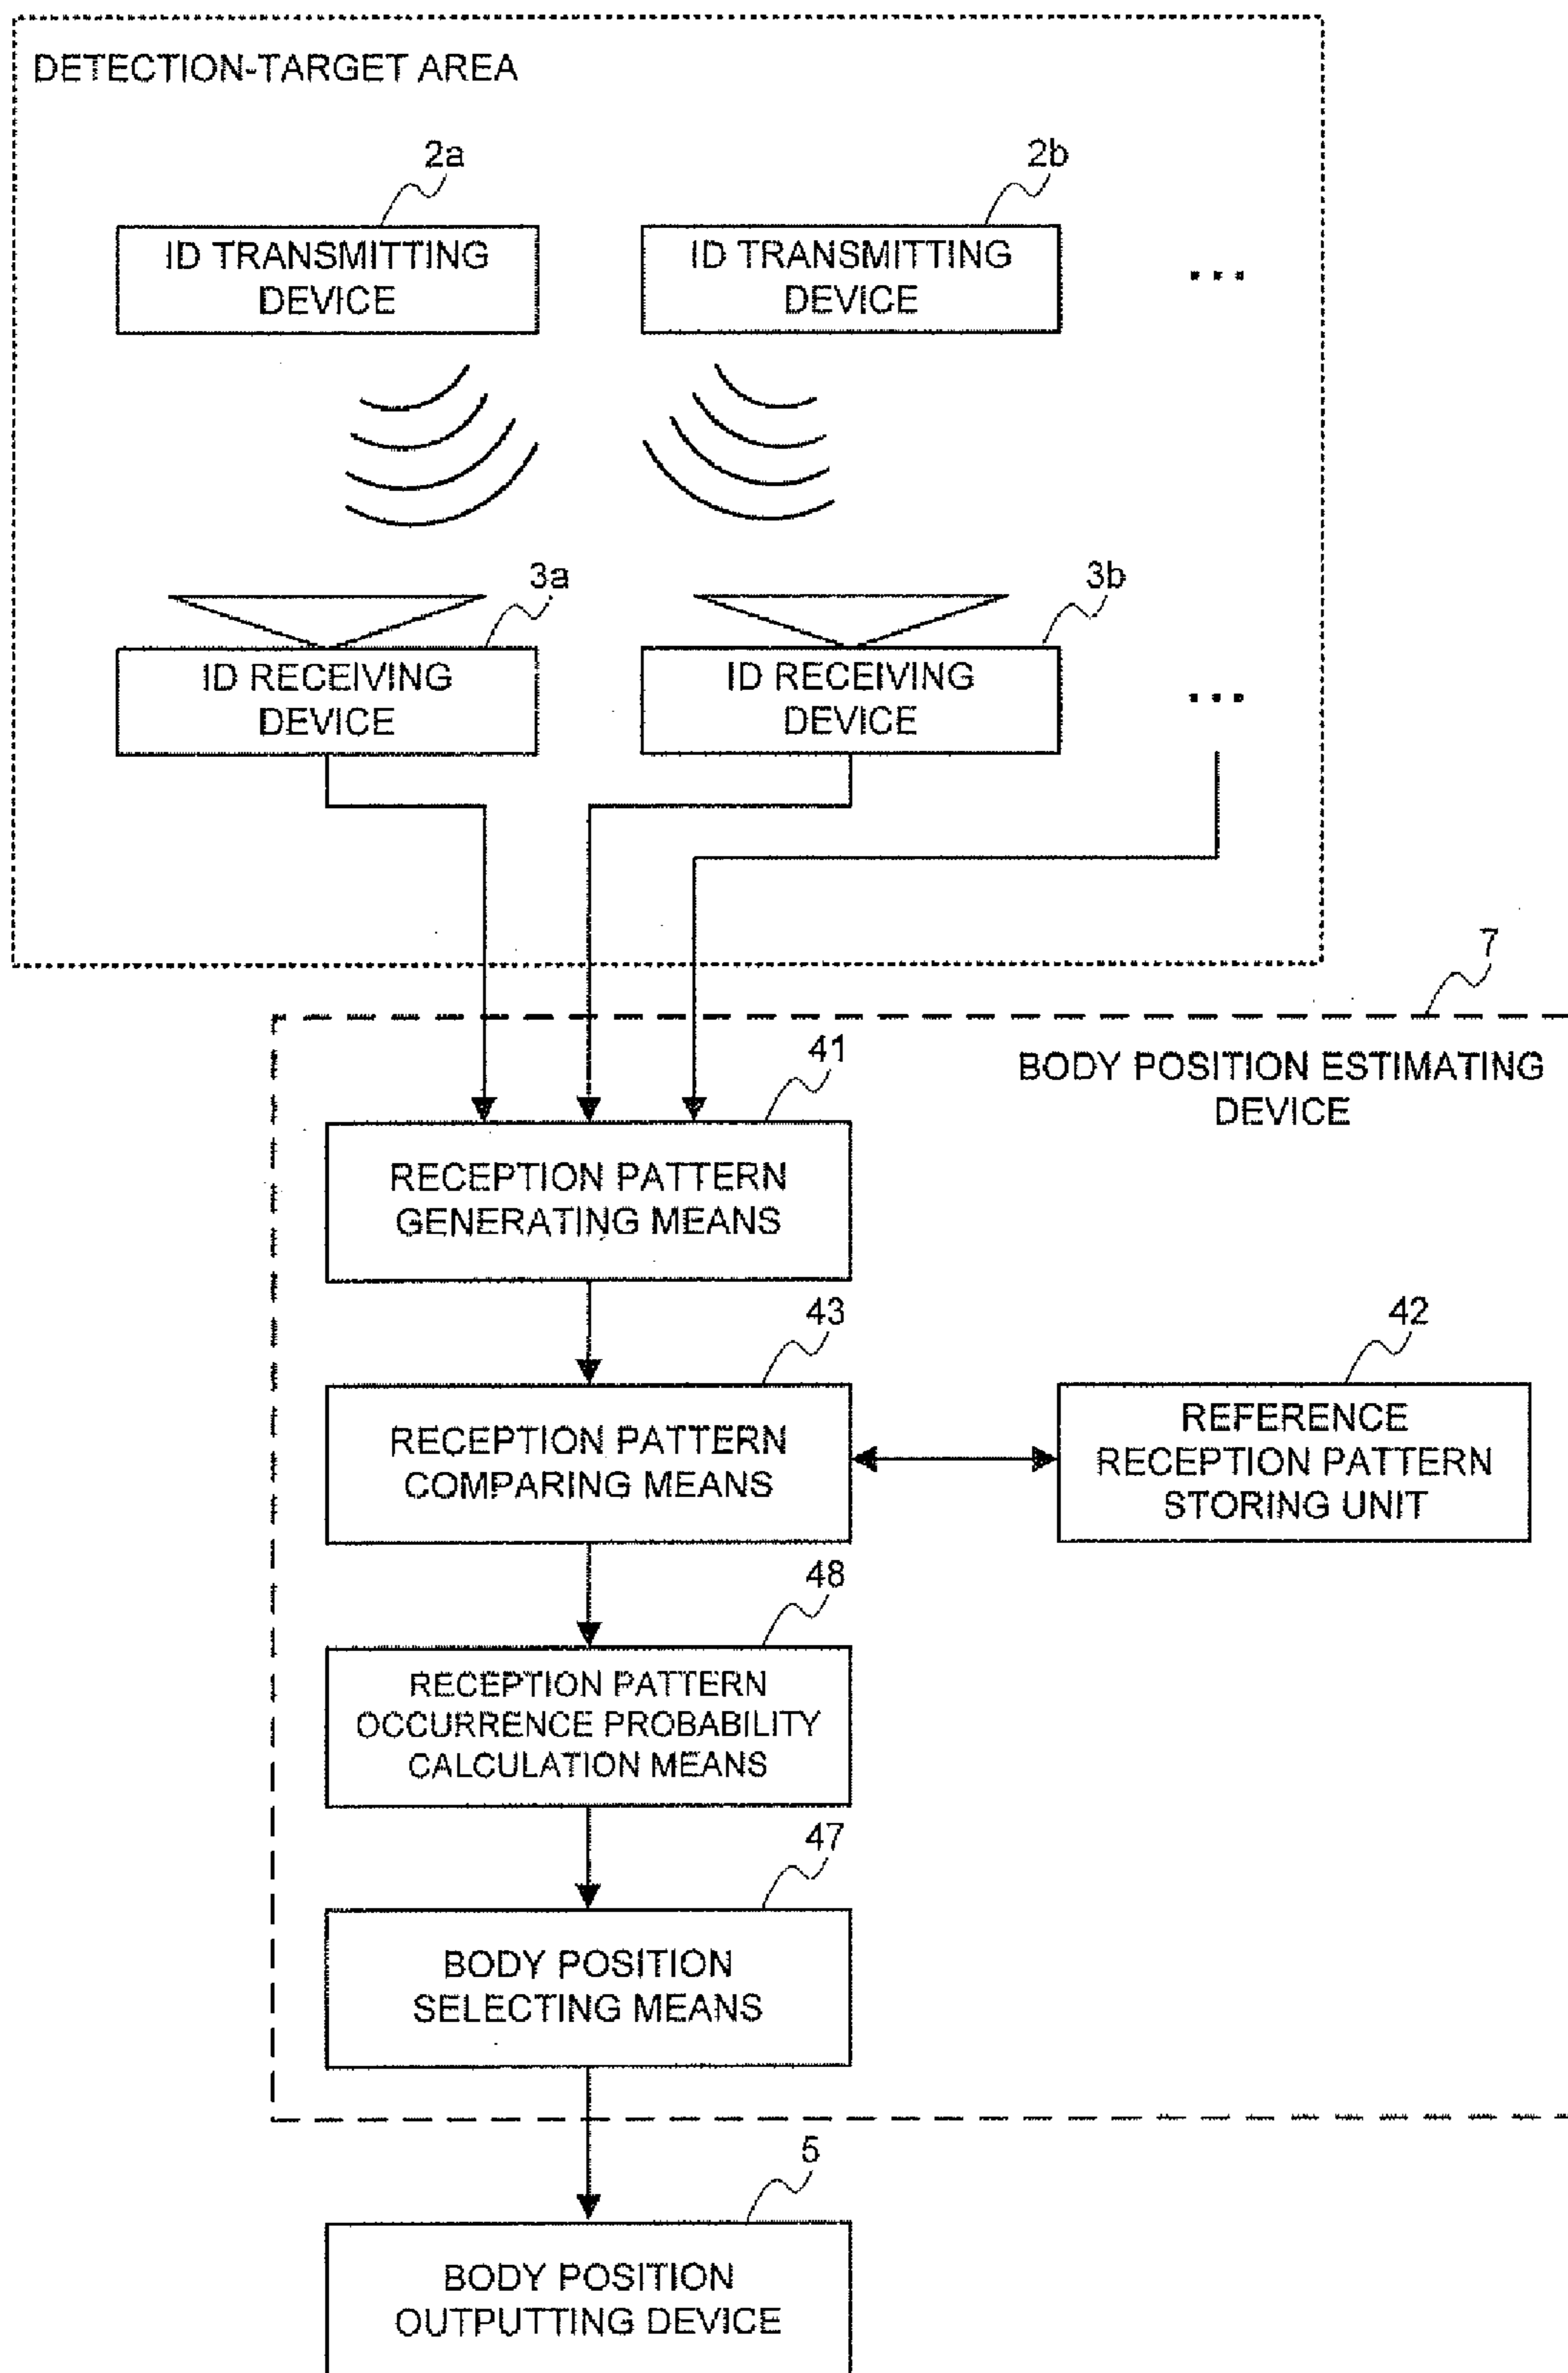 DETECTION-TARGET AREA
2a
2b
ID TRANSMITTING
DEVICE
ID TRANSMITTING
DEVICE
...
3a
3b
ID RECEIVING
DEVICE
ID RECEIVING
DEVICE
...
7
BODY POSITION ESTIMATING
DEVICE
41
RECEPTION PATTERN
GENERATING MEANS
43
RECEPTION PATTERN
COMPARING MEANS
42
REFERENCE
RECEPTION PATTERN
STORING UNIT
48
RECEPTION PATTERN
OCCURRENCE PROBABILITY
CALCULATION MEANS
47
BODY POSITION
SELECTING MEANS
5
BODY POSITION
OUTPUTTING DEVICE